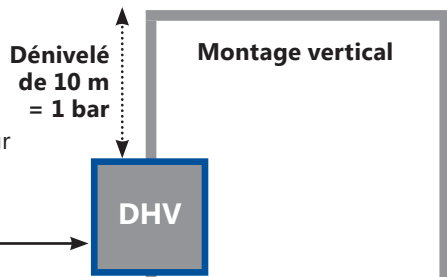 Dénivelé
de 10 m
= 1 bar
Montage vertical
DHV